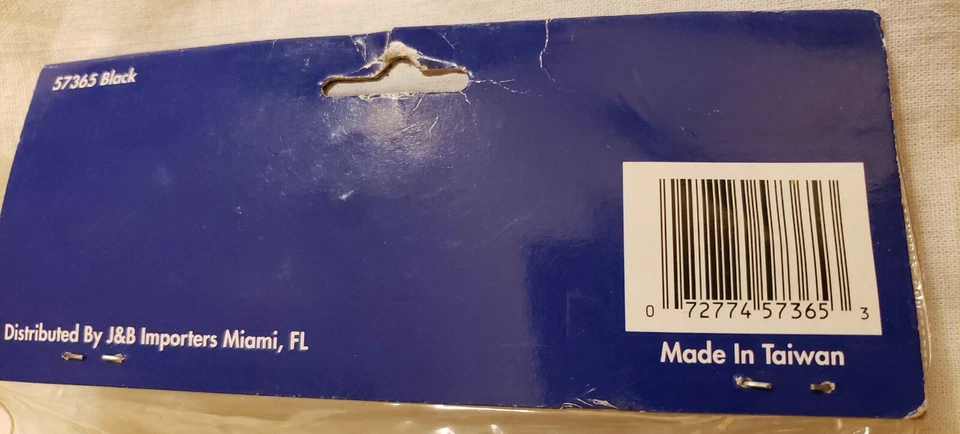 57365 Black
0 72774 57365 3
Distributed By J&B Importers Miami, FL
Made In Taiwan